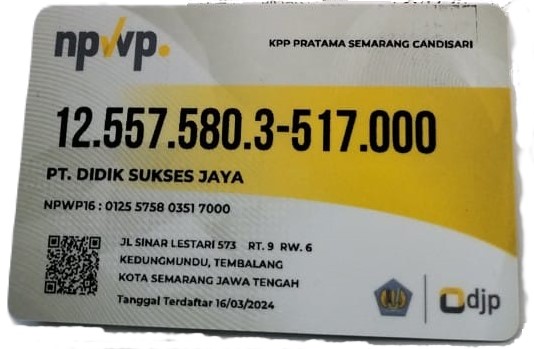 npwp.
KPP PRATAMA SEMARANG CANDISARI
12.557.580.3-517.000
PT. DIDIK SUKSES JAYA
NPWP16 : 0125 5758 0351 7000
JL SINAR LESTARI 573 RT. 9 RW. 6
KEDUNGMUNDU, TEMBALANG
KOTA SEMARANG JAWA TENGAH
Tanggal Terdaftar 16/03/2024
djp